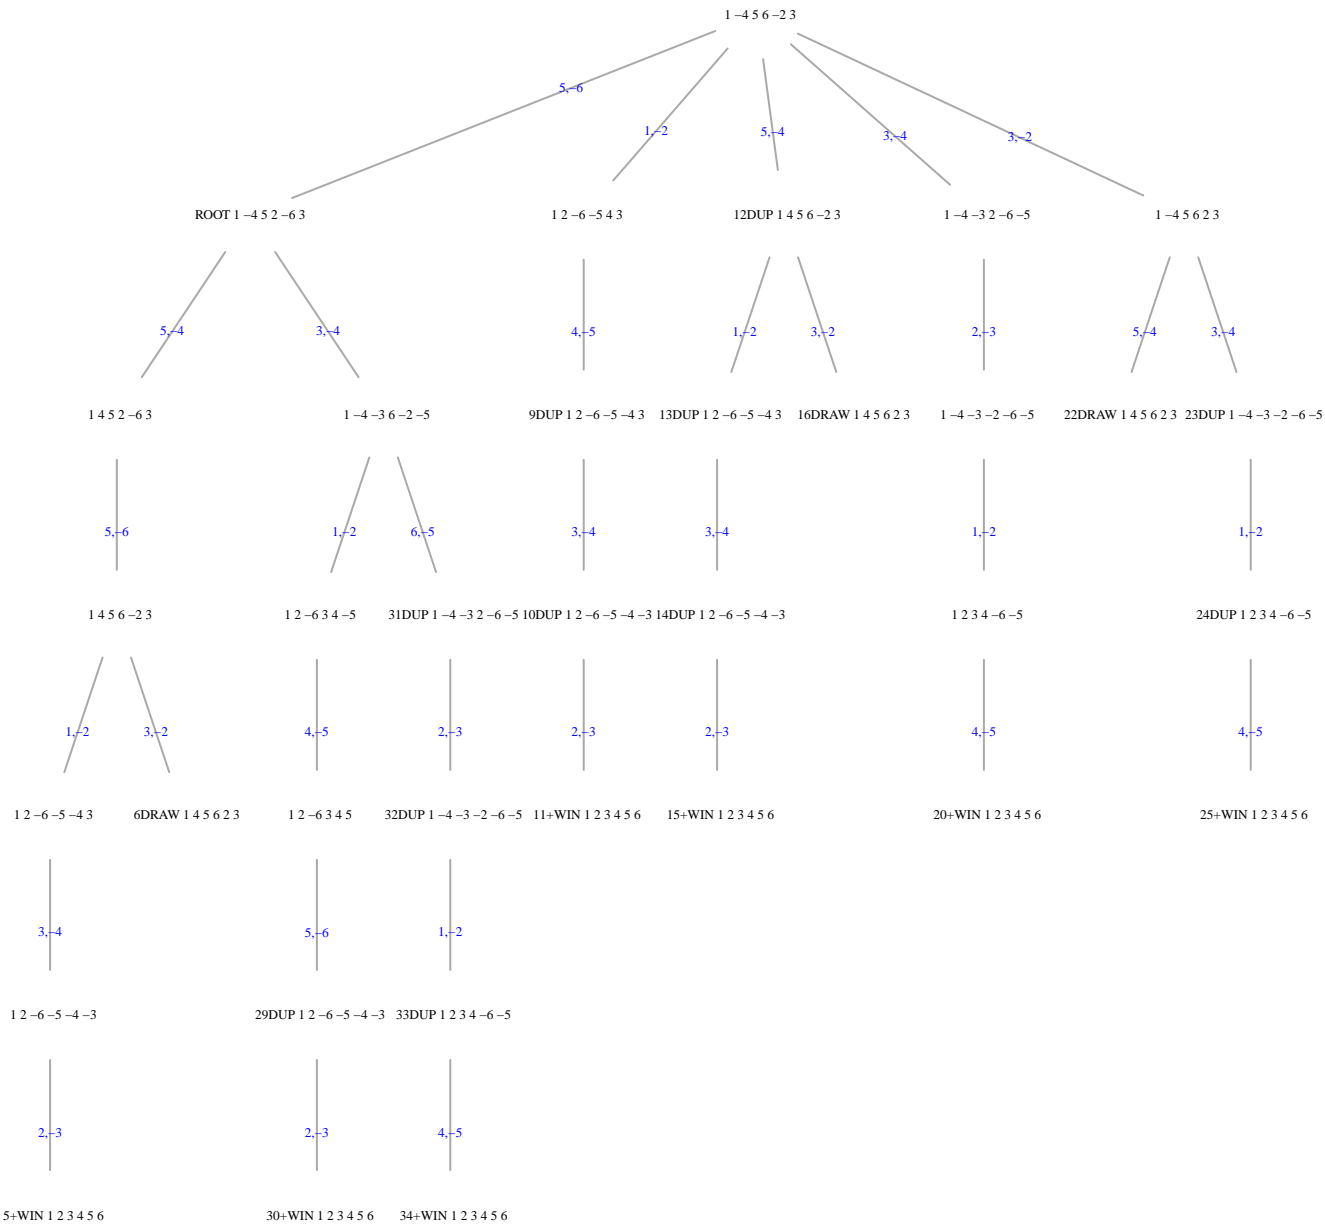 1 −4 5 6 −2 3
5,−6
1,−2
5,−4
3,−4
3,−2
ROOT 1 −4 5 2 −6 3
1 2 −6 −5 4 3
12DUP 1 4 5 6 −2 3
1 −4 −3 2 −6 −5
1 −4 5 6 2 3
5,−4
3,−4
4,−5
1,−2
3,−2
2,−3
5,−4
3,−4
1 4 5 2 −6 3
1 −4 −3 6 −2 −5
9DUP 1 2 −6 −5 −4 3
13DUP 1 2 −6 −5 −4 3
16DRAW 1 4 5 6 2 3
1 −4 −3 −2 −6 −5
22DRAW 1 4 5 6 2 3
23DUP 1 −4 −3 −2 −6 −5
5,−6
1,−2
6,−5
3,−4
3,−4
1,−2
1,−2
1 4 5 6 −2 3
1 2 −6 3 4 −5
31DUP 1 −4 −3 2 −6 −5
10DUP 1 2 −6 −5 −4 −3
14DUP 1 2 −6 −5 −4 −3
1 2 3 4 −6 −5
24DUP 1 2 3 4 −6 −5
1,−2
3,−2
4,−5
2,−3
2,−3
2,−3
4,−5
4,−5
1 2 −6 −5 −4 3
6DRAW 1 4 5 6 2 3
1 2 −6 3 4 5
32DUP 1 −4 −3 −2 −6 −5
11+WIN 1 2 3 4 5 6
15+WIN 1 2 3 4 5 6
20+WIN 1 2 3 4 5 6
25+WIN 1 2 3 4 5 6
3,−4
5,−6
1,−2
1 2 −6 −5 −4 −3
29DUP 1 2 −6 −5 −4 −3
33DUP 1 2 3 4 −6 −5
2,−3
2,−3
4,−5
5+WIN 1 2 3 4 5 6
30+WIN 1 2 3 4 5 6
34+WIN 1 2 3 4 5 6